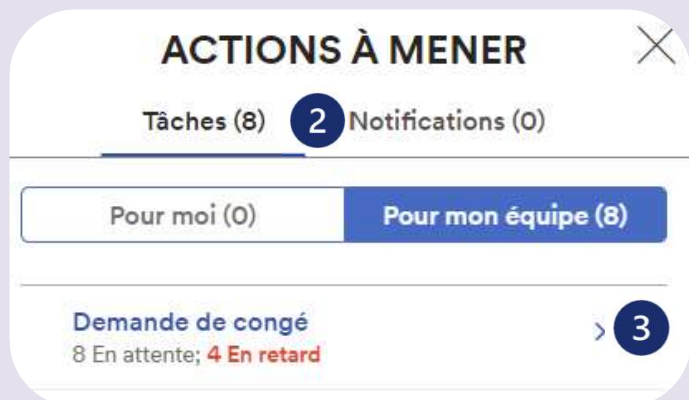 ACTIONS À MENER
Tâches (8) 2 Notifications (0)
Pour moi (0) Pour mon équipe (8)
Demande de congé
3
8 En attente; 4 En retard